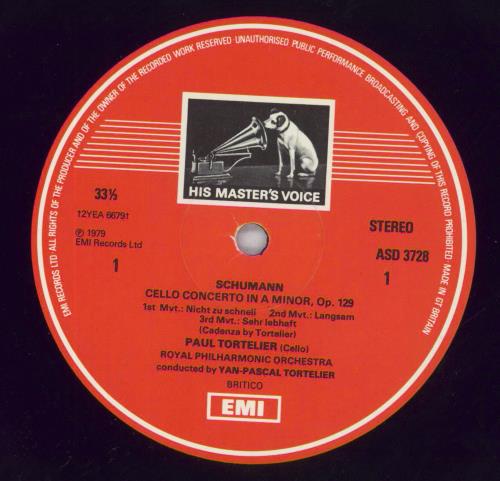 EMI RECORDS LTD ALL RIGHTS OF THE PRODUCER AND OF THE OWNER OF THE RECORDED WORK RESERVED·UNAUTHORISED PUBLIC PERFORMANCE BROADCASTING AND COPYING OF THIS RECORD PROHIBITED MADE IN GT BRITAIN
HIS MASTER'S VOICE
33⅓
12YEA 66791
℗ 1979
EMI Records Ltd
1
STEREO
ASD 3728
1
SCHUMANN
CELLO CONCERTO IN A MINOR, Op. 129
1st Mvt.: Nicht zu schnell 2nd Mvt.: Langsam
3rd Mvt.: Sehr lebhaft
(Cadenza by Tortelier)
PAUL TORTELIER (Cello)
ROYAL PHILHARMONIC ORCHESTRA
conducted by YAN-PASCAL TORTELIER
BRITICO
EMI